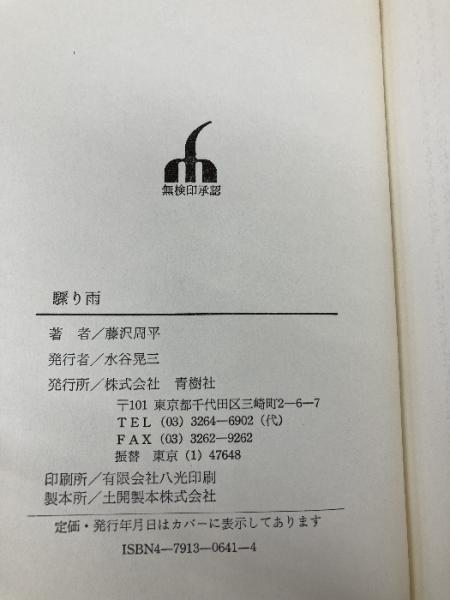 無検印承認
驟り雨
著 者／藤沢周平
発行者／水谷晃三
発行所／株式会社 青樹社
〒101 東京都千代田区三崎町2—6—7
TEL (03) 3264—6902(代)
FAX (03) 3262—9262
振替 東京 (1) 47648
印刷所／有限会社八光印刷
製本所／土開製本株式会社
定価・発行年月日はカバーに表示してあります
ISBN4—7913—0641—4